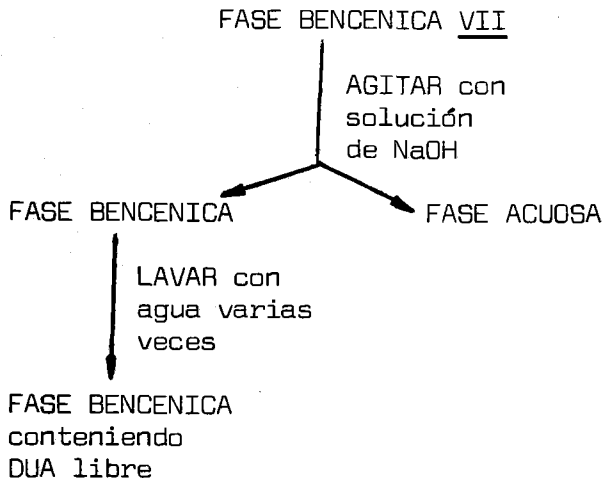 FASE BENCENICA VII
AGITAR con
solución
de NaOH
FASE BENCENICA
FASE ACUOSA
LAVAR con
agua varias
veces
FASE BENCENICA
conteniendo
DUA libre